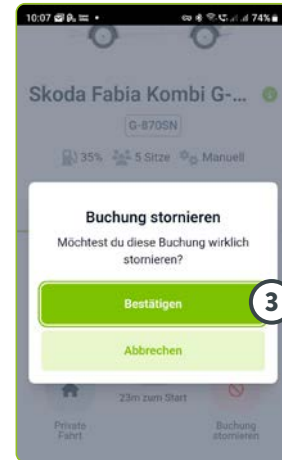 10:07
74%
Skoda Fabia Kombi G-...
G-870SN
35% 5 Sitze Manuell
Buchung stornieren
Möchtest du diese Buchung wirklich
stornieren?
Bestätigen
3
Abbrechen
23m zum Start
Private
Fahrt
Buchung
stornieren